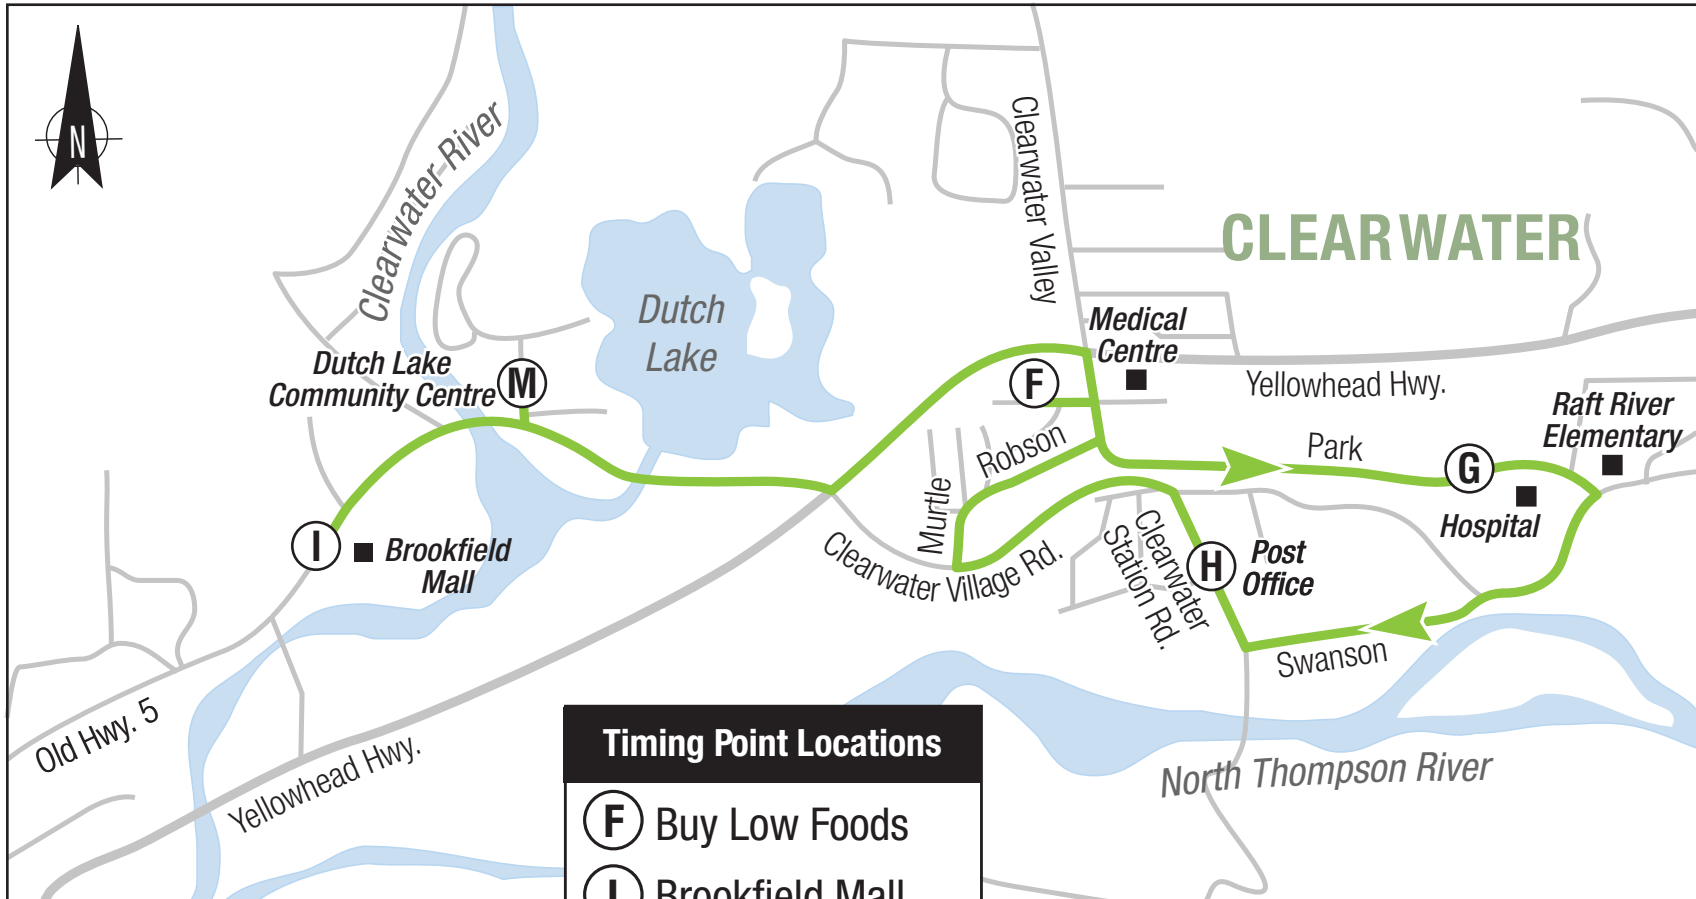 N
Clearwater River
Clearwater Valley
CLEARWATER
Dutch
Lake
Medical
Centre
Dutch Lake
Community Centre
M
F
Yellowhead Hwy.
Raft River
Elementary
Robson
Park
G
Murtle
Hospital
I
Brookfield
Mall
Clearwater Village Rd.
Clearwater
Station Rd.
H
Post
Office
Swanson
Old Hwy. 5
Yellowhead Hwy.
North Thompson River
Timing Point Locations
F Buy Low Foods
I Brookfield Mall